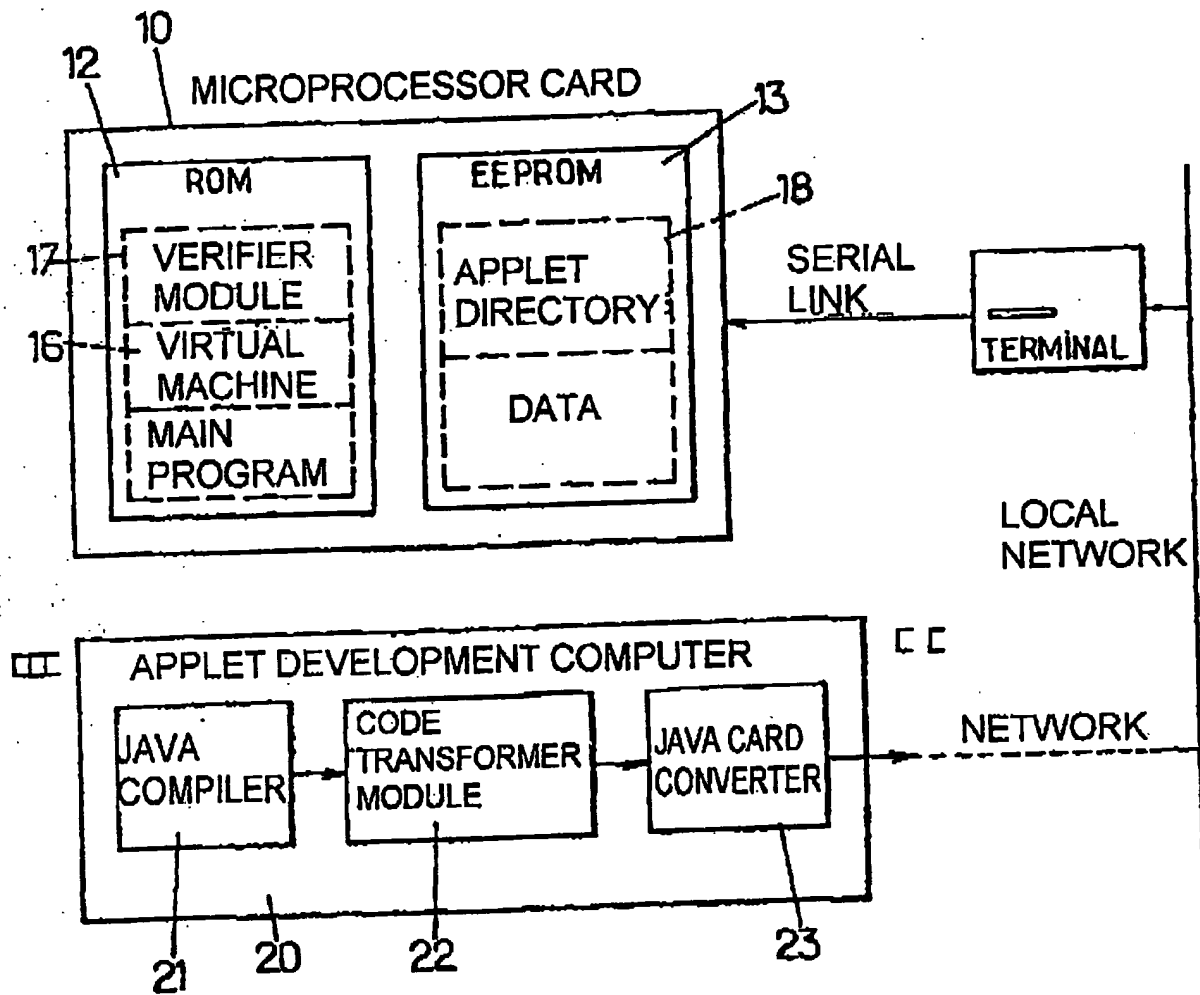 10
12
MICROPROCESSOR CARD
13
ROM
EEPROM
18
17
VERIFIER
MODULE
APPLET
DIRECTORY
SERIAL
LINK
16
VIRTUAL
MACHINE
TERMINAL
DATA
MAIN
PROGRAM
LOCAL
NETWORK
APPLET DEVELOPMENT COMPUTER
JAVA
COMPILER
CODE
TRANSFORMER
MODULE
JAVA CARD
CONVERTER
NETWORK
21
20
22
23